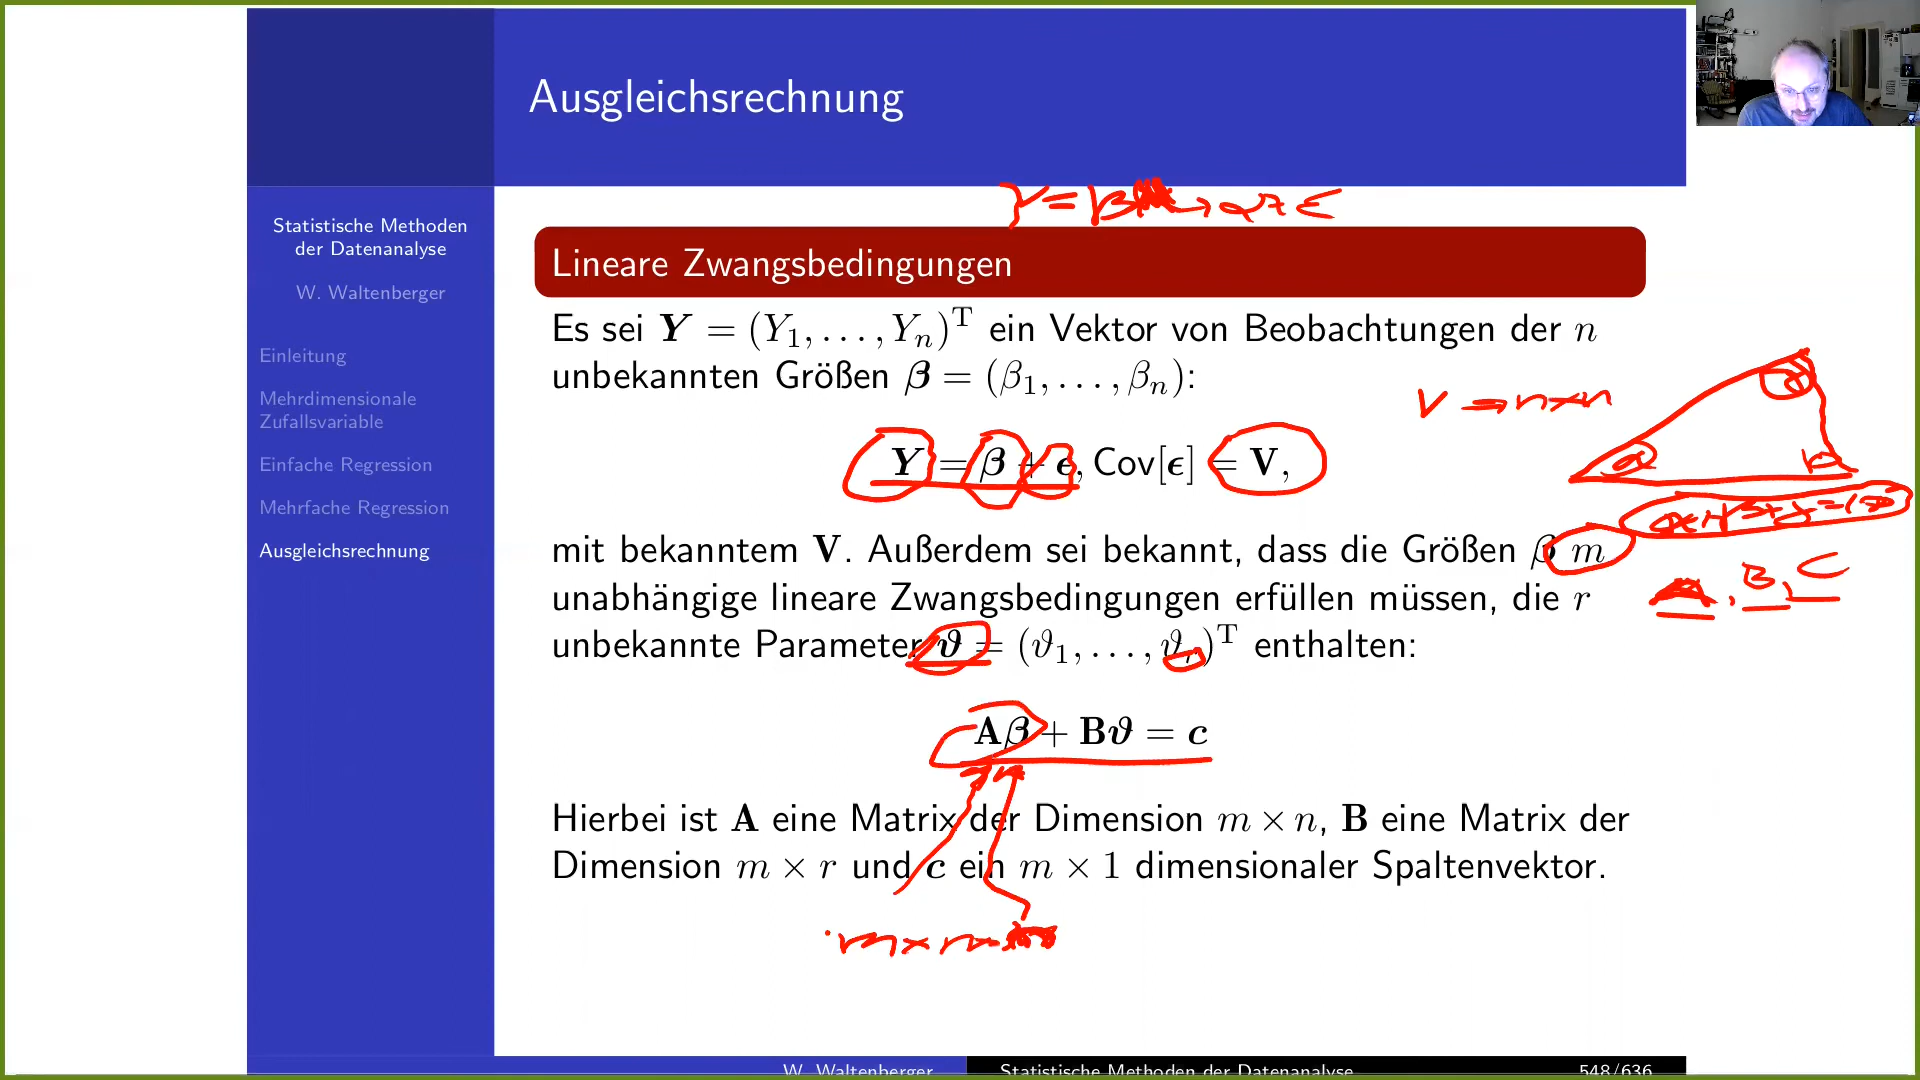 Ausgleichsrechnung
Statistische Methoden
der Datenanalyse
W. Waltenberger
Einleitung
Mehrdimensionale
Zufallsvariable
Einfache Regression
Mehrfache Regression
Ausgleichsrechnung
Lineare Zwangsbedingungen
Es sei Y = (Y₁, . . . , Yₙ)ᵀ ein Vektor von Beobachtungen der n
unbekannten Größen β = (β₁, . . . , βₙ):
V → n×n
Y = β + ϵ, Cov[ϵ] = V,
α+β+γ=180
mit bekanntem V. Außerdem sei bekannt, dass die Größen β m
B, C
unabhängige lineare Zwangsbedingungen erfüllen müssen, die r
unbekannte Parameter ϑ = (ϑ₁, . . . , ϑᵣ)ᵀ enthalten:
Aβ + Bϑ = c
Hierbei ist A eine Matrix der Dimension m × n, B eine Matrix der
Dimension m × r und c ein m × 1 dimensionaler Spaltenvektor.
m×n
W. Waltenberger
Statistische Methoden der Datenanalyse
548/636